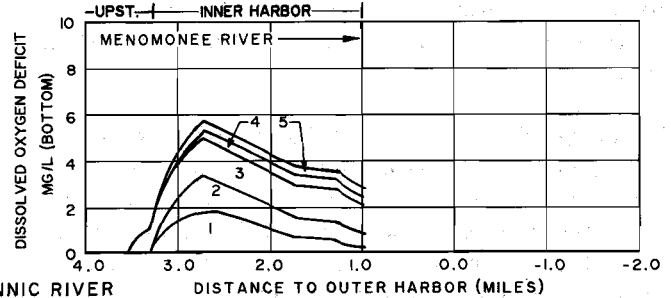 -UPST. INNER HARBOR
MENOMONEE RIVER
DISSOLVED OXYGEN DEFICIT
MG/L (BOTTOM)
10
8
6
4
2
0
4
5
3
2
1
4.0 3.0 2.0 1.0 0.0 -1.0 -2.0
NNIC RIVER DISTANCE TO OUTER HARBOR (MILES)